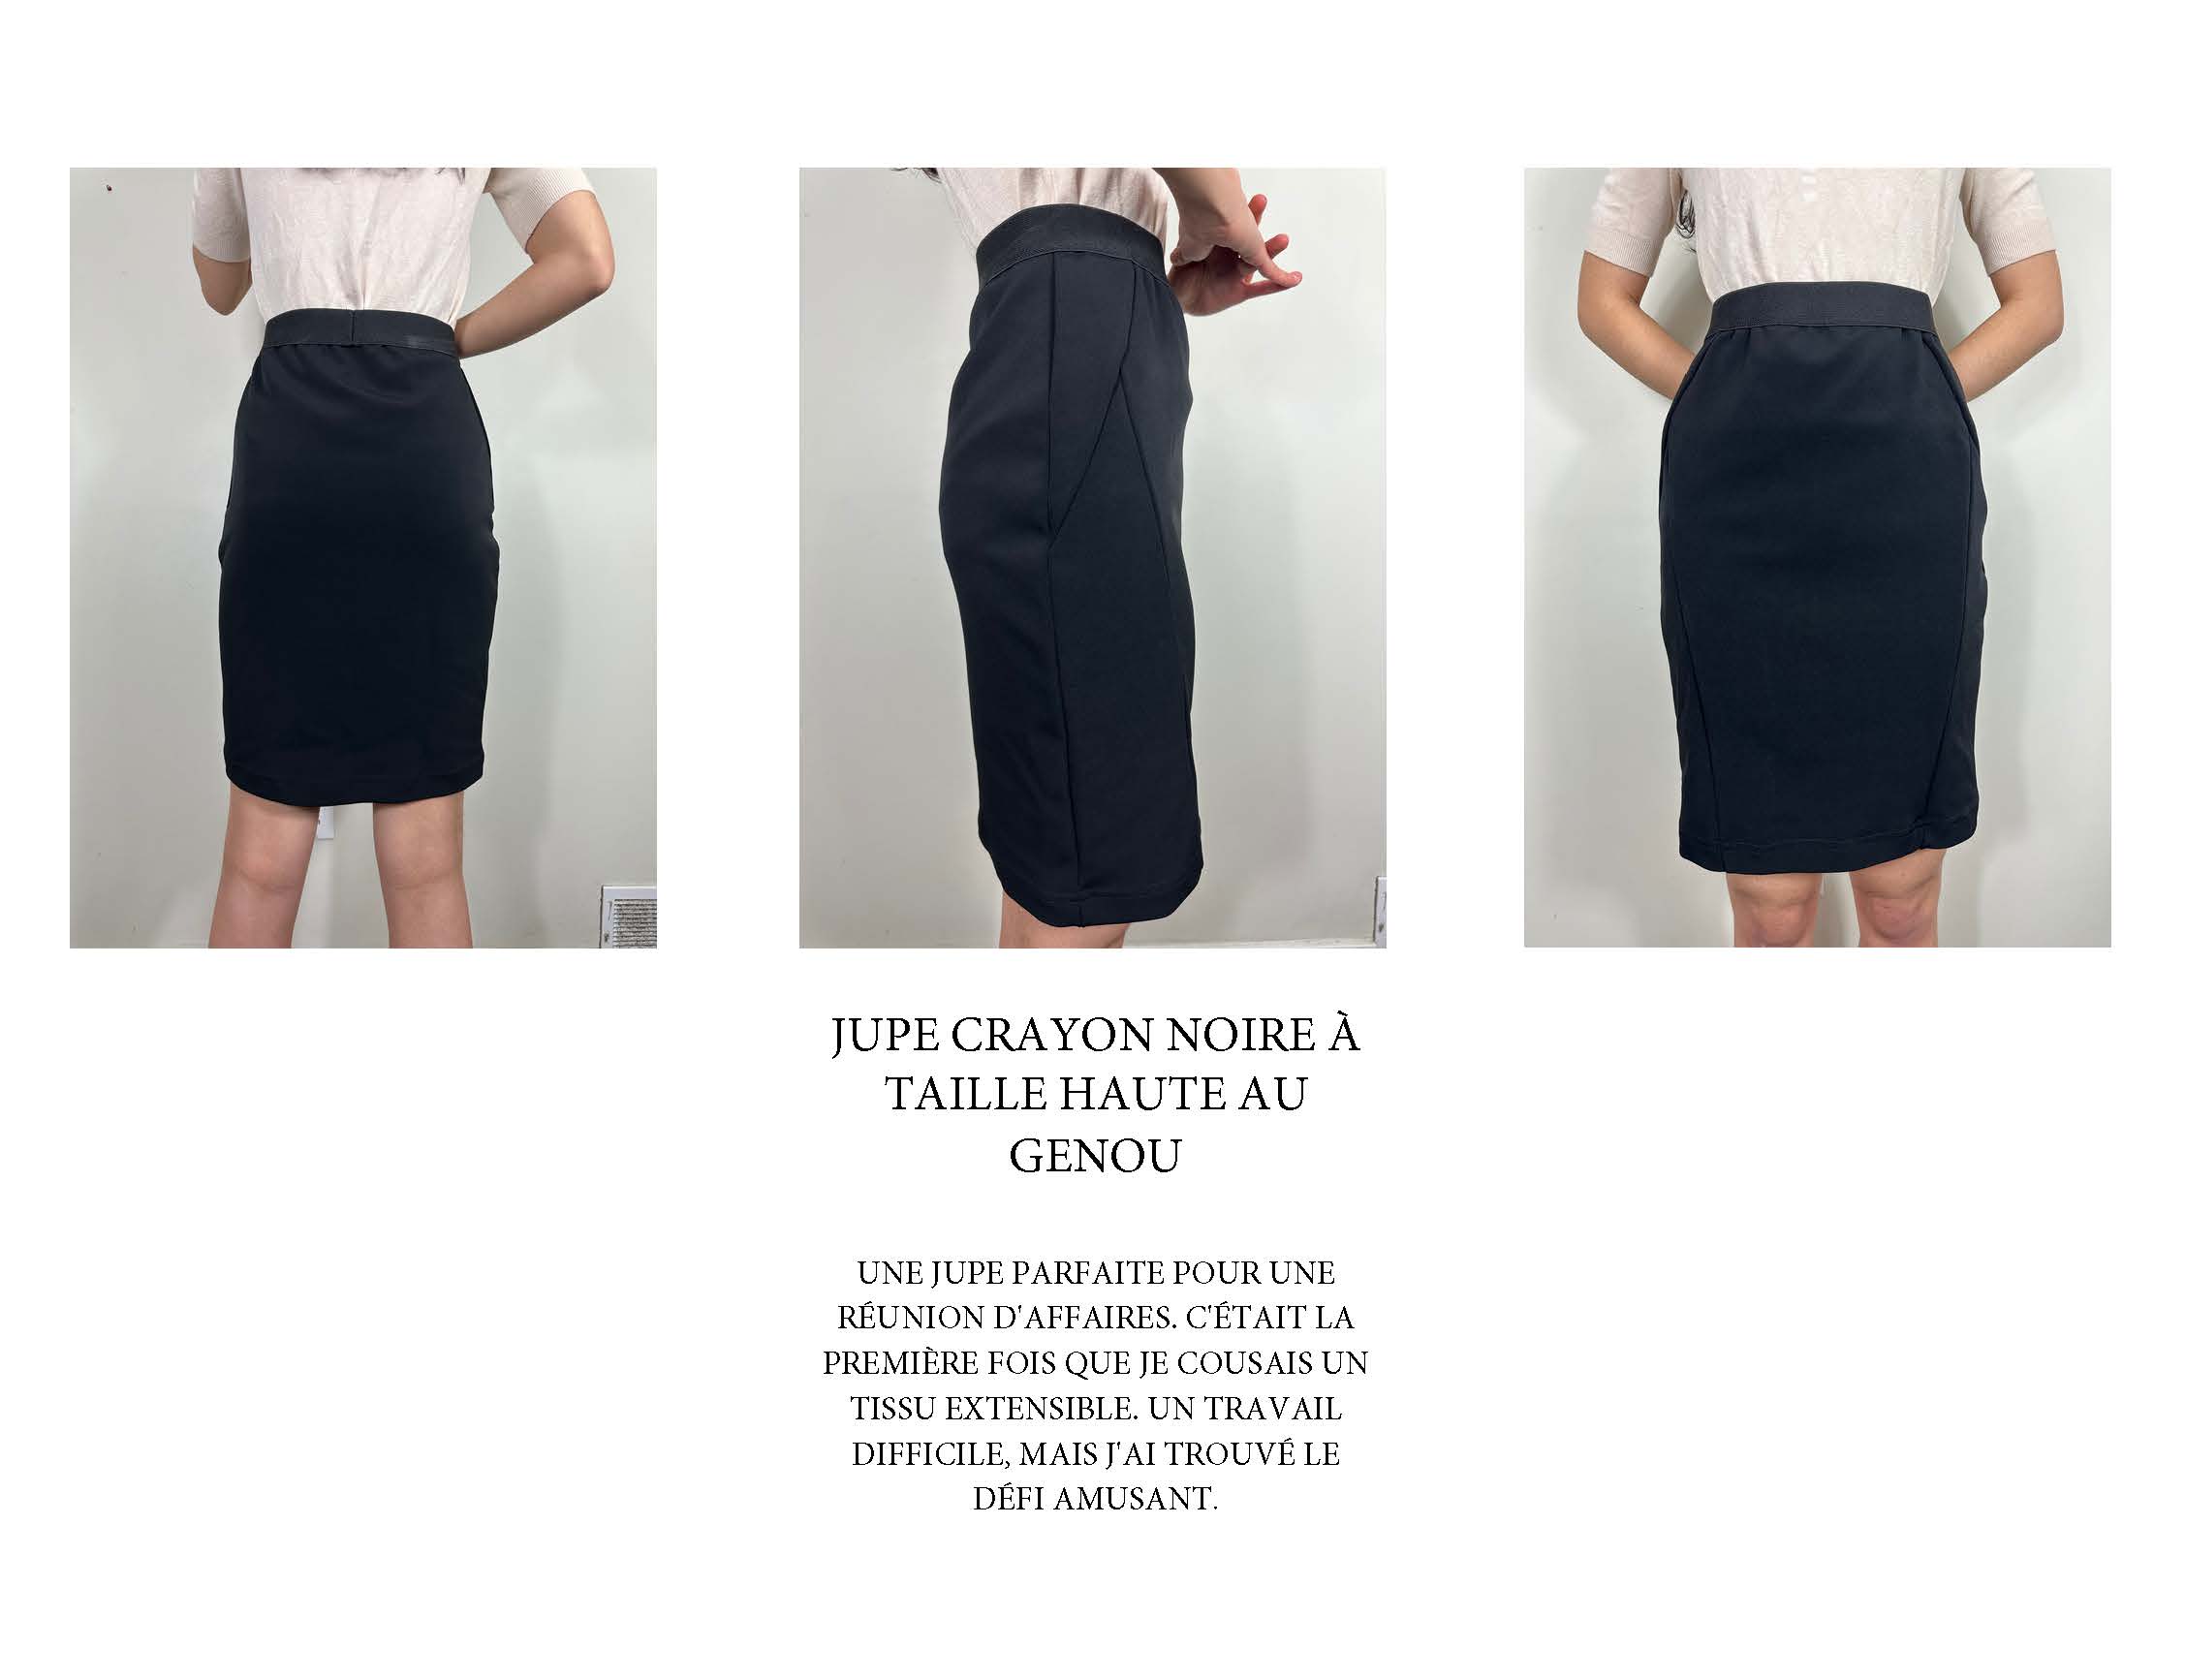 JUPE CRAYON NOIRE À
TAILLE HAUTE AU
GENOU
UNE JUPE PARFAITE POUR UNE
RÉUNION D'AFFAIRES. C'ÉTAIT LA
PREMIÈRE FOIS QUE JE COUSAIS UN
TISSU EXTENSIBLE. UN TRAVAIL
DIFFICILE, MAIS J'AI TROUVÉ LE
DÉFI AMUSANT.